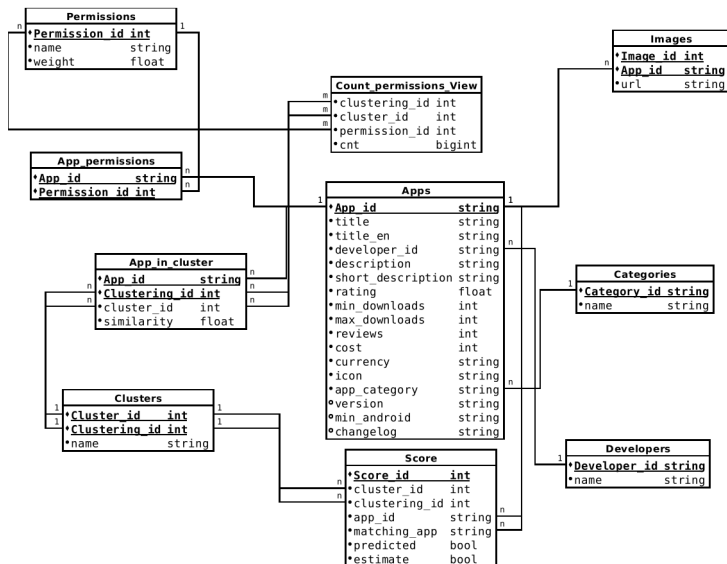 Permissions
Permission_id int
name string
weight float
Images
Image_id int
App_id string
url string
Count_permissions_View
clustering_id int
cluster_id int
permission_id int
cnt bigint
App_permissions
App_id string
Permission_id int
Apps
App_id string
title string
title_en string
developer_id string
description string
short_description string
rating float
min_downloads int
max_downloads int
reviews int
cost int
currency string
icon string
app_category string
version string
min_android string
changelog string
App_in_cluster
App_id string
Clustering_id int
cluster_id int
similarity float
Categories
Category_id string
name string
Clusters
Cluster_id int
Clustering_id int
name string
Developers
Developer_id string
name string
Score
Score_id int
cluster_id int
clustering_id int
app_id string
matching_app string
predicted bool
estimate bool
n
1
n
m
m
m
n
n
1
1
n
n
n
n
n
n
n
1
1
1
1
1
n
1
n
n
n
n
1